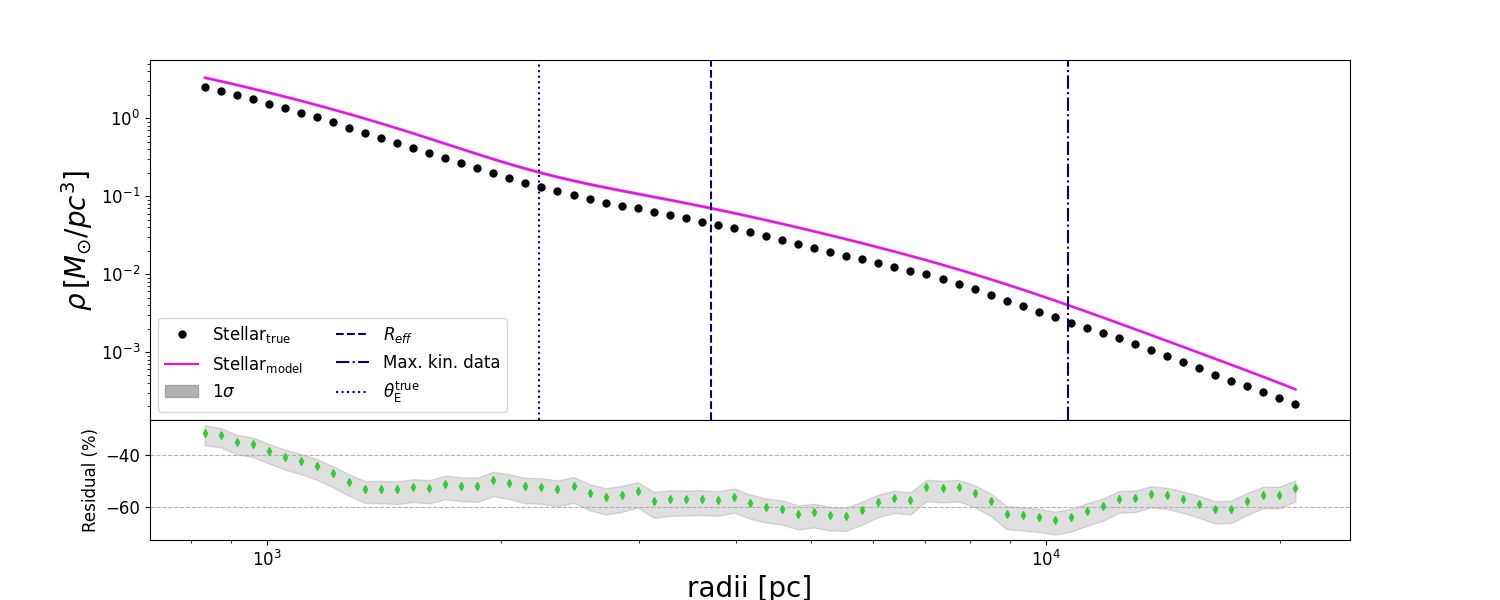 ρ [M⊙/pc³]
10⁰
10⁻¹
10⁻²
10⁻³
Stellar_true
Stellar_model
1σ
R_eff
Max. kin. data
θ_E^true
Residual (%)
−40
−60
10³
10⁴
radii [pc]